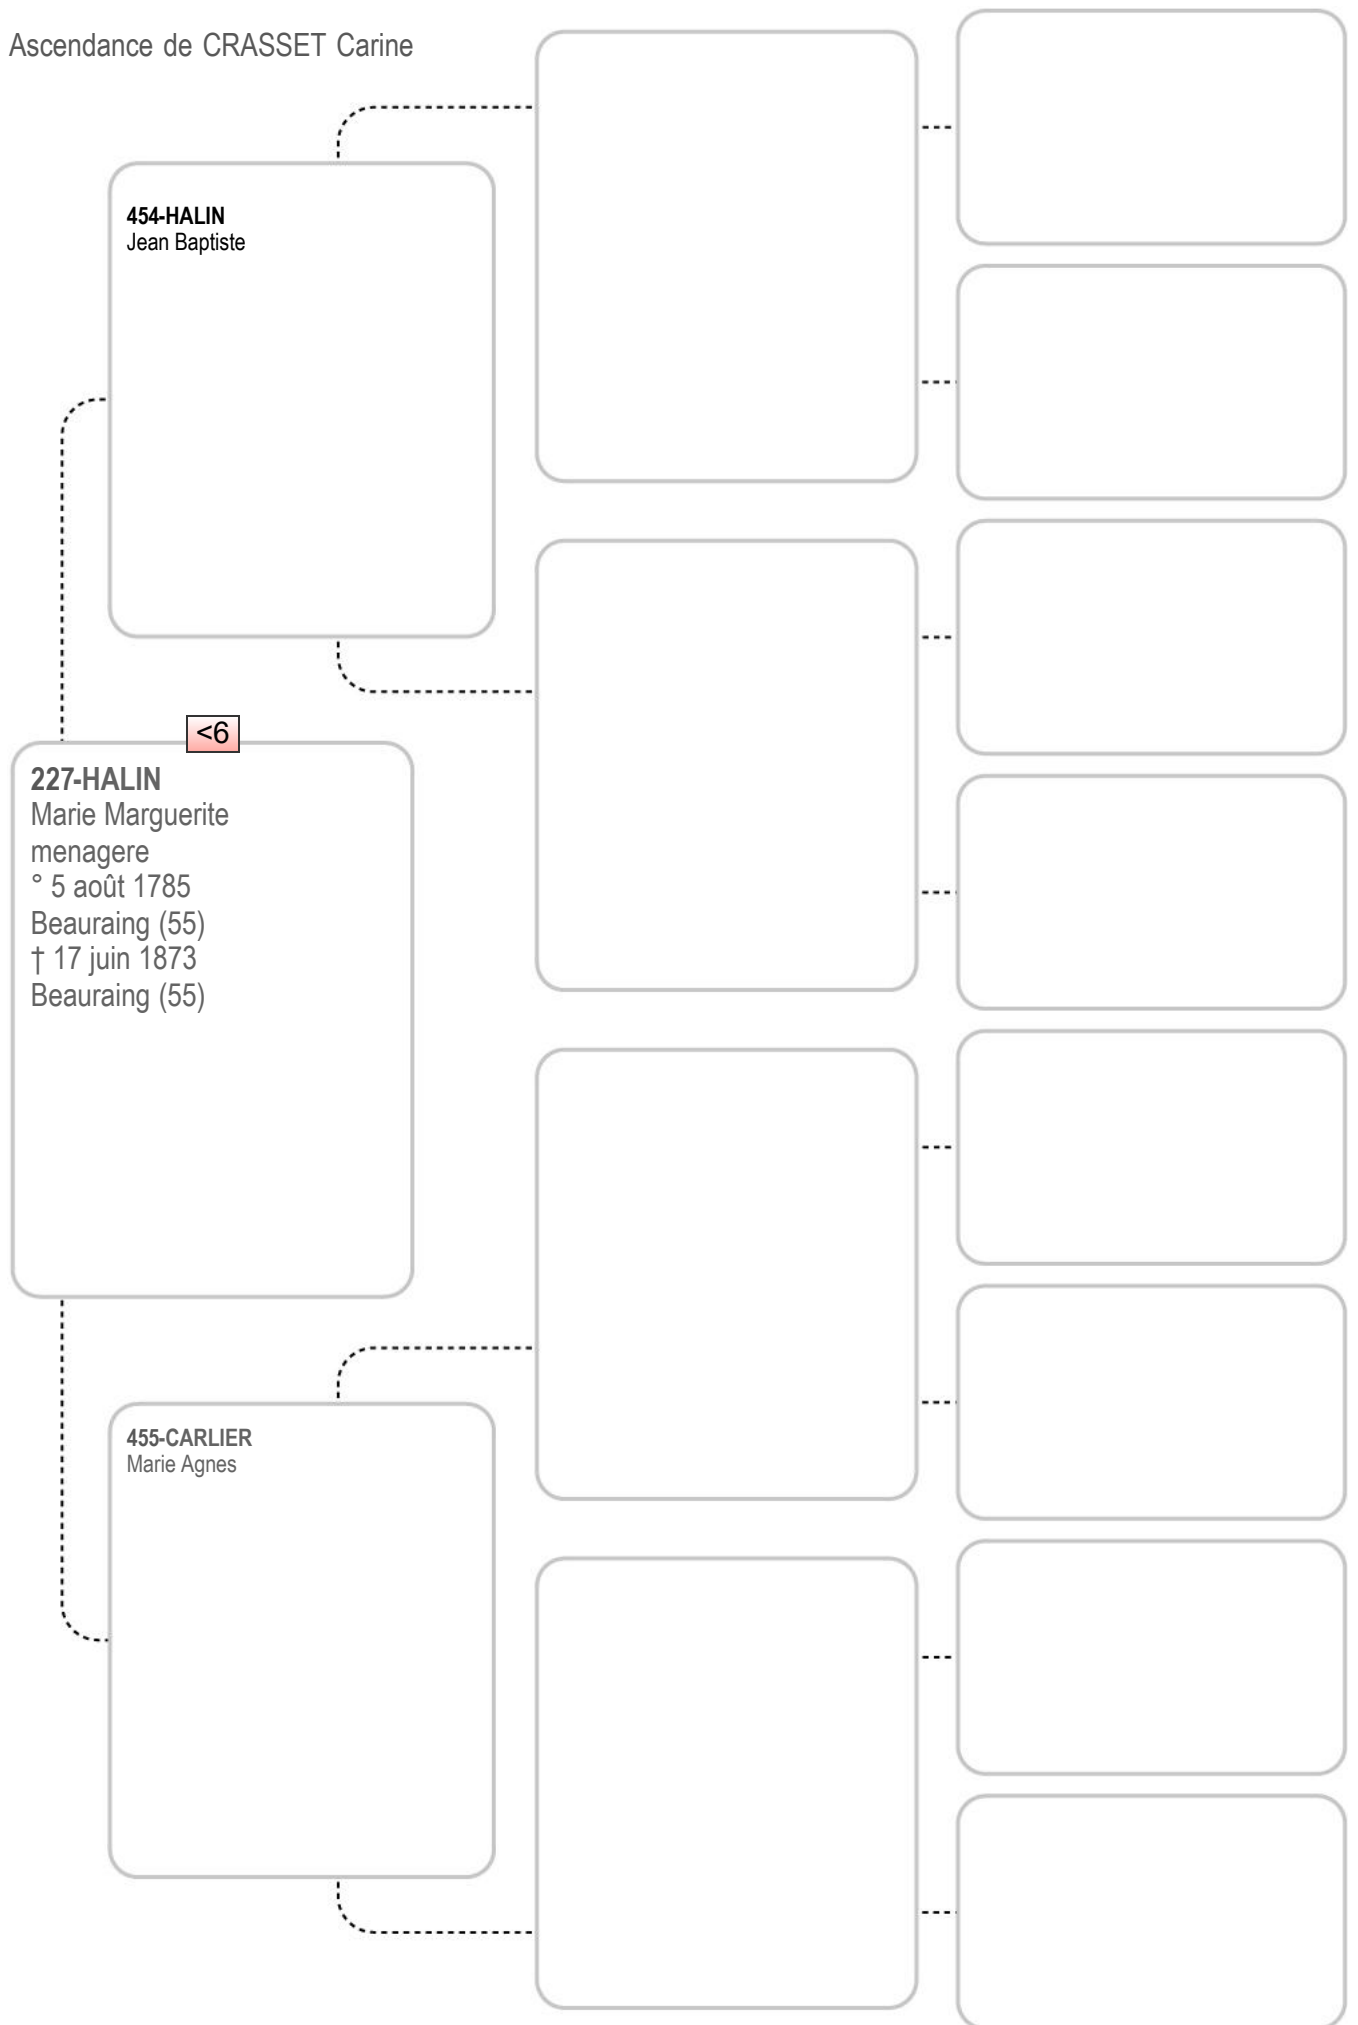 Ascendance de CRASSET Carine
454-HALIN
Jean Baptiste
<6
227-HALIN
Marie Marguerite
menagere
° 5 août 1785
Beauraing (55)
† 17 juin 1873
Beauraing (55)
455-CARLIER
Marie Agnes